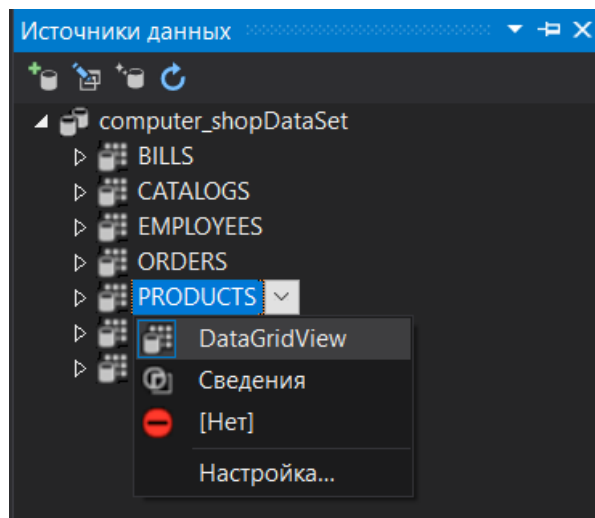 Источники данных
computer_shopDataSet
BILLS
CATALOGS
EMPLOYEES
ORDERS
PRODUCTS
DataGridView
Сведения
[Нет]
Настройка...